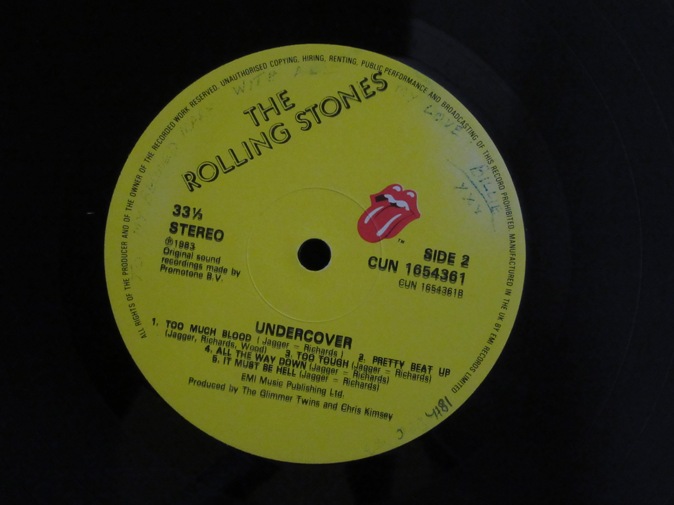 ALL RIGHTS OF THE PRODUCER AND OF THE OWNER OF THE RECORDED WORK RESERVED. UNAUTHORISED COPYING, HIRING, RENTING, PUBLIC PERFORMANCE AND BROADCASTING OF THIS RECORD PROHIBITED. MANUFACTURED IN THE UK BY EMI RECORDS LIMITED
WITH
LOVE
YYY
THE
ROLLING STONES
33⅓
STEREO
℗1983
Original sound
recordings made by
Promotone B.V.
TM
SIDE 2
CUN 1654361
CUN 1654361B
UNDERCOVER
1. TOO MUCH BLOOD (Jagger = Richards) 2. PRETTY BEAT UP
(Jagger, Richards, Wood) 3. TOO TOUGH (Jagger = Richards)
4. ALL THE WAY DOWN (Jagger = Richards)
5. IT MUST BE HELL (Jagger = Richards)
EMI Music Publishing Ltd.
Produced by The Glimmer Twins and Chris Kimsey